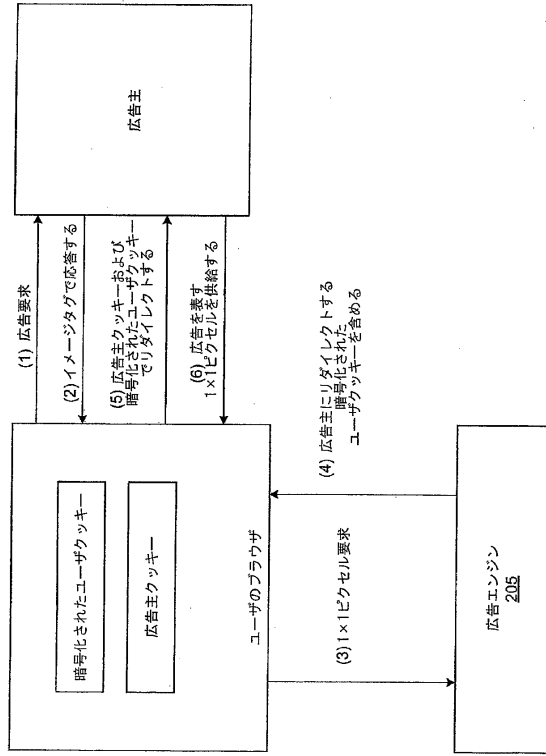 暗号化されたユーザクッキー
広告主クッキー
ユーザのブラウザ
(1) 広告要求
(2) イメージタグで応答する
(5) 広告主クッキーおよび
暗号化されたユーザクッキー
でリダイレクトする
(6) 広告を表す
1×1ピクセルを供給する
広告主
(3) 1×1ピクセル要求
(4) 広告主にリダイレクトする
暗号化された
ユーザクッキーを含める
広告エンジン
205